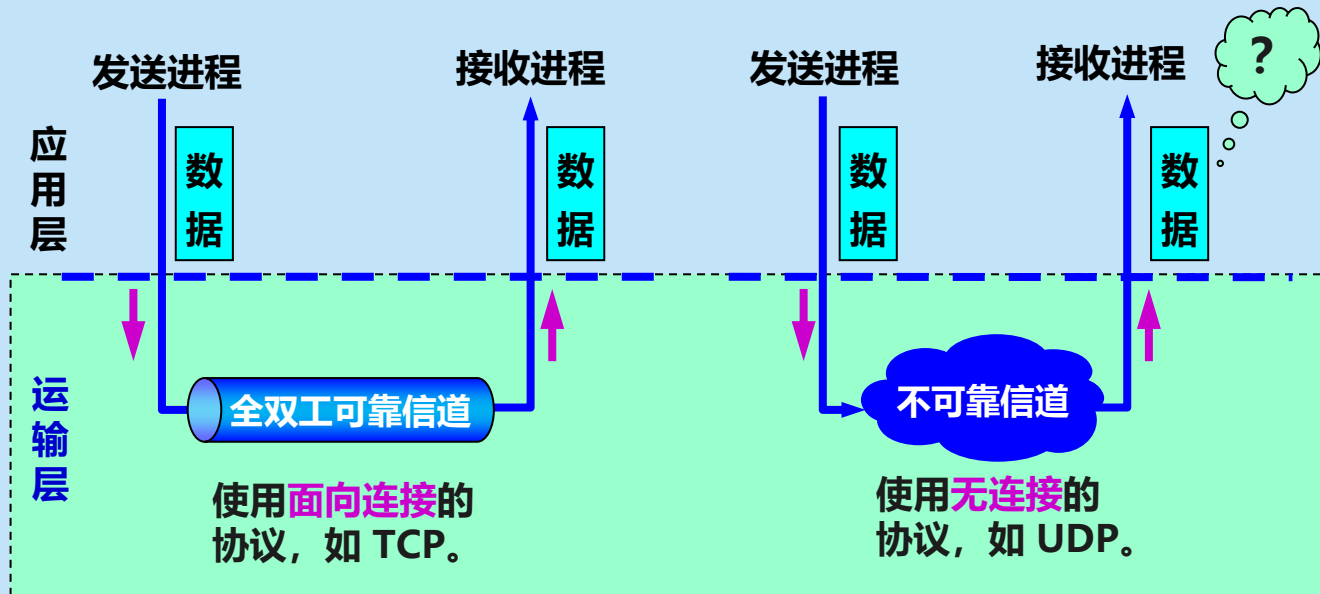 发送进程
接收进程
发送进程
接收进程
?
应用层
数据
数据
数据
数据
运输层
全双工可靠信道
不可靠信道
使用面向连接的
协议，如 TCP。
使用无连接的
协议，如 UDP。